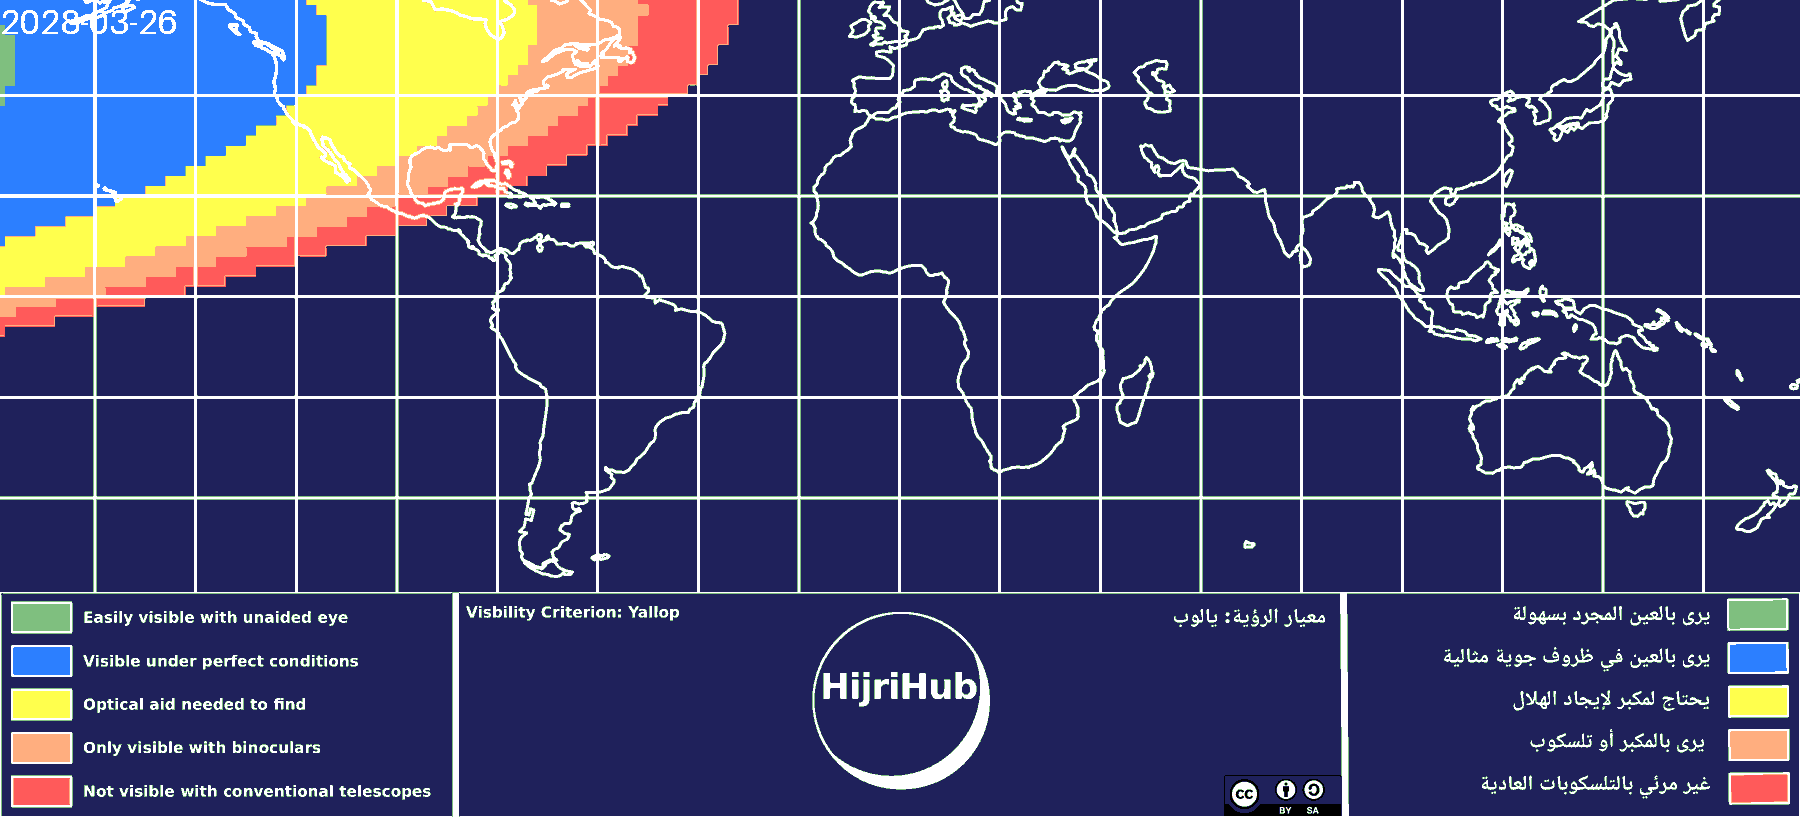 2028-03-26
Easily visible with unaided eye
Visible under perfect conditions
Optical aid needed to find
Only visible with binoculars
Not visible with conventional telescopes
Visbility Criterion: Yallop
معيار الرؤية: يالوب
HijriHub
cc
BY SA
يرى بالعين المجرد بسهولة
يرى بالعين في ظروف جوية مثالية
يحتاج لمكبر لإيجاد الهلال
يرى بالمكبر أو تلسكوب
غير مرئي بالتلسكوبات العادية